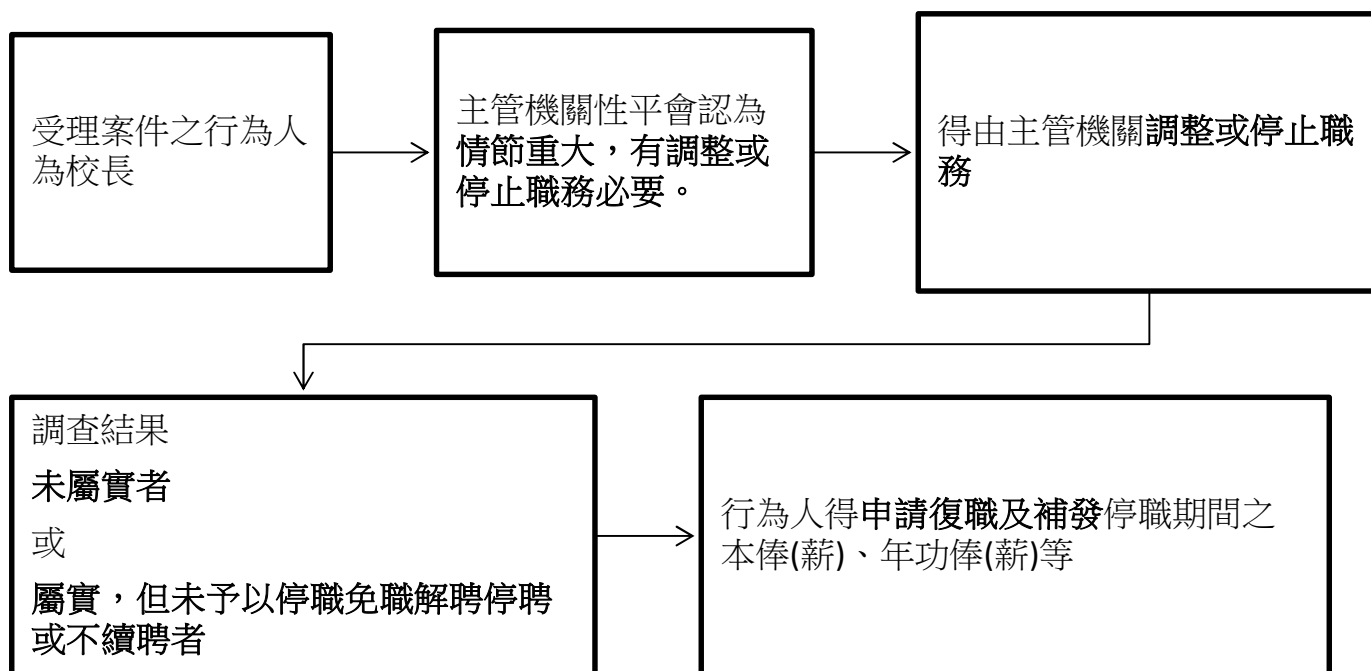 受理案件之行為人
為校長
主管機關性平會認為
情節重大，有調整或
停止職務必要。
得由主管機關調整或停止職
務
調查結果
未屬實者
或
屬實，但未予以停職免職解聘停聘
或不續聘者
行為人得申請復職及補發停職期間之
本俸(薪)、年功俸(薪)等